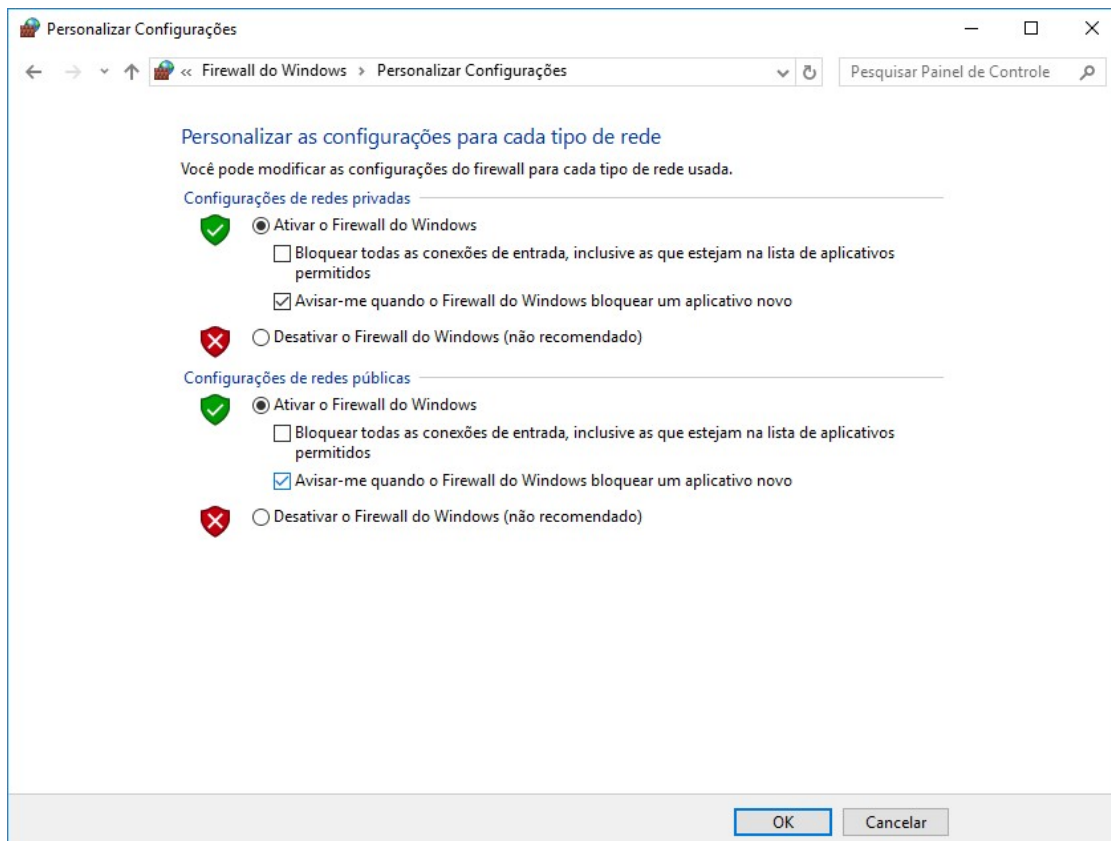 Personalizar Configurações
« Firewall do Windows > Personalizar Configurações
Pesquisar Painel de Controle
Personalizar as configurações para cada tipo de rede
Você pode modificar as configurações do firewall para cada tipo de rede usada.
Configurações de redes privadas
Ativar o Firewall do Windows
Bloquear todas as conexões de entrada, inclusive as que estejam na lista de aplicativos
permitidos
Avisar-me quando o Firewall do Windows bloquear um aplicativo novo
Desativar o Firewall do Windows (não recomendado)
Configurações de redes públicas
Ativar o Firewall do Windows
Bloquear todas as conexões de entrada, inclusive as que estejam na lista de aplicativos
permitidos
Avisar-me quando o Firewall do Windows bloquear um aplicativo novo
Desativar o Firewall do Windows (não recomendado)
OK
Cancelar